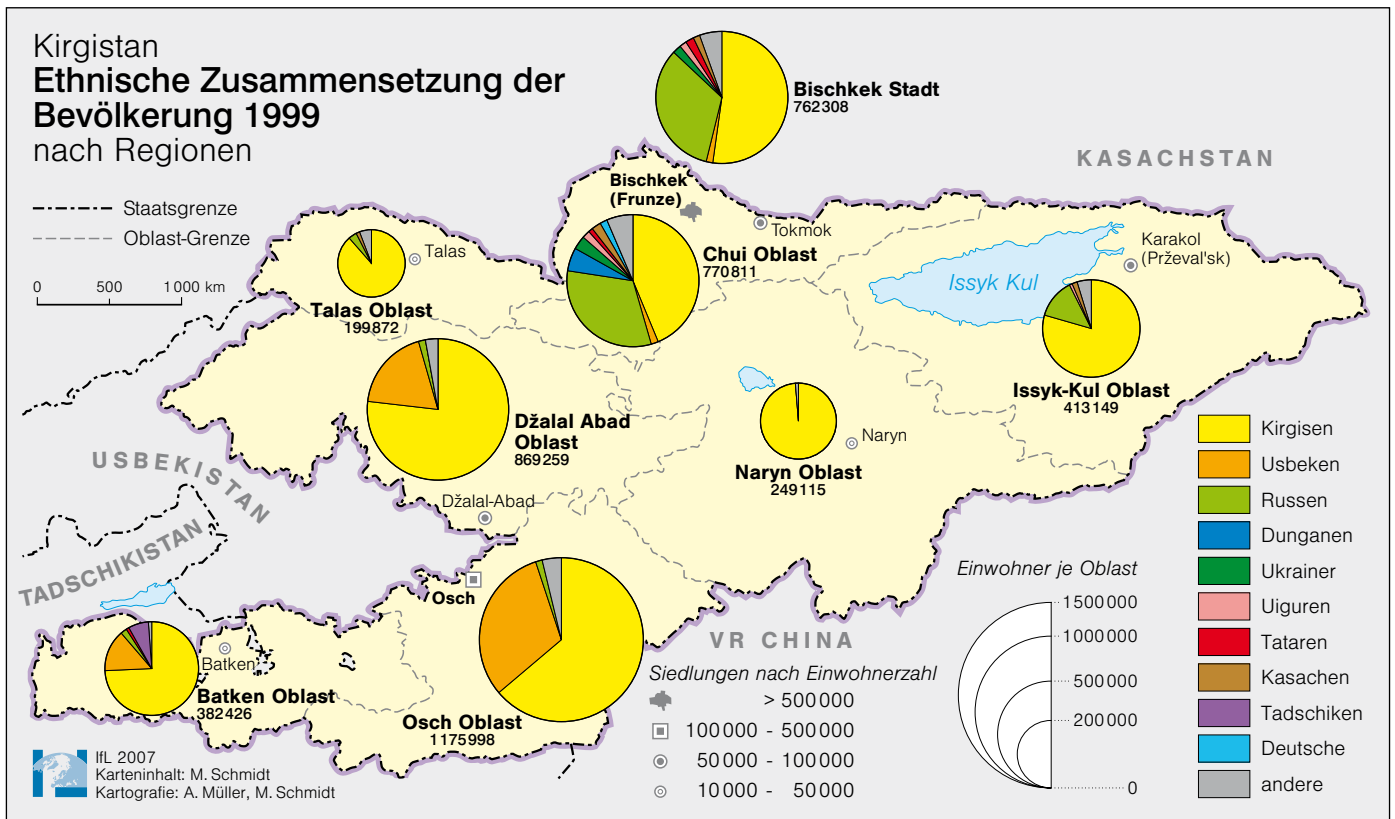 Kirgistan
Ethnische Zusammensetzung der
Bevölkerung 1999
nach Regionen
Staatsgrenze
Oblast-Grenze
0 500 1000 km
Bischkek Stadt
762308
KASACHSTAN
Bischkek
(Frunze)
Tokmok
Chui Oblast
770811
Talas
Talas Oblast
199872
Issyk Kul
Karakol
(Prževal'sk)
Issyk-Kul Oblast
413149
Džalal Abad
Oblast
869259
Džalal-Abad
Naryn
Naryn Oblast
249115
USBEKISTAN
TADSCHIKISTAN
Osch
Batken
Batken Oblast
382426
Osch Oblast
1175998
VR CHINA
Siedlungen nach Einwohnerzahl
> 500000
100000 - 500000
50000 - 100000
10000 - 50000
Einwohner je Oblast
1500000
1000000
500000
200000
0
Kirgisen
Usbeken
Russen
Dunganen
Ukrainer
Uiguren
Tataren
Kasachen
Tadschiken
Deutsche
andere
IfL 2007
Karteninhalt: M. Schmidt
Kartografie: A. Müller, M. Schmidt